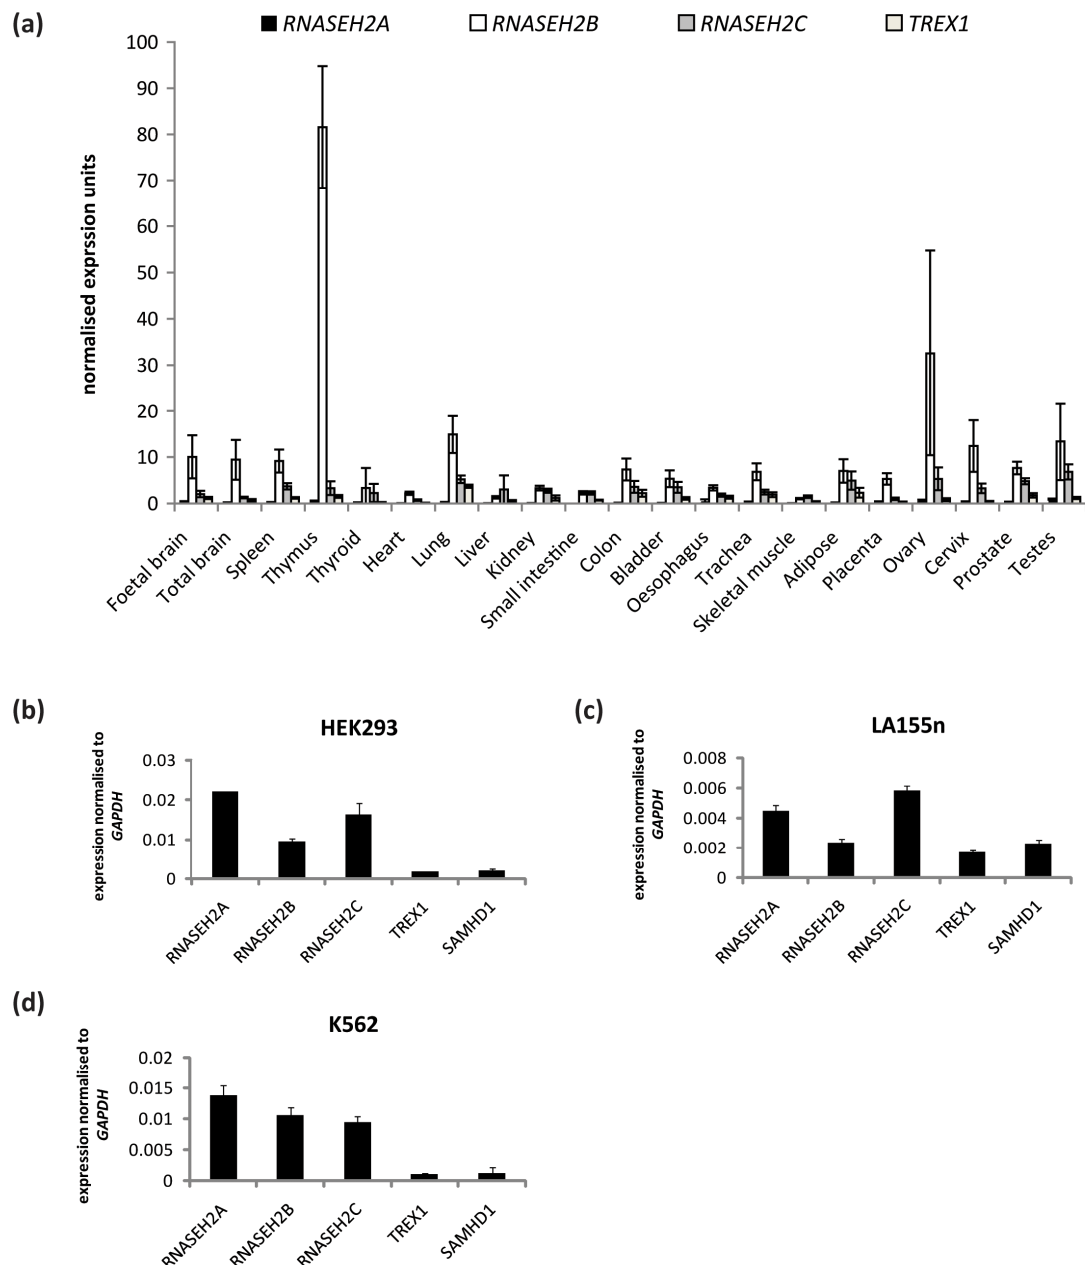 (a)
RNASEH2A RNASEH2B RNASEH2C TREX1
normalised exprssion units
100
90
80
70
60
50
40
30
20
10
0
Foetal brain
Total brain
Spleen
Thymus
Thyroid
Heart
Lung
Liver
Kidney
Small intestine
Colon
Bladder
Oesophagus
Trachea
Skeletal muscle
Adipose
Placenta
Ovary
Cervix
Prostate
Testes
(b)
HEK293
expression normalised to
GAPDH
0.03
0.02
0.01
0
RNASEH2A
RNASEH2B
RNASEH2C
TREX1
SAMHD1
(c)
LA155n
expression normalised to
GAPDH
0.008
0.006
0.004
0.002
0
RNASEH2A
RNASEH2B
RNASEH2C
TREX1
SAMHD1
(d)
K562
expression normalised to
GAPDH
0.02
0.015
0.01
0.005
0
RNASEH2A
RNASEH2B
RNASEH2C
TREX1
SAMHD1